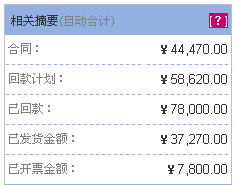 相关摘要(自动合计) [?]
合同： ¥ 44,470.00
回款计划： ¥ 58,620.00
已回款： ¥ 78,000.00
已发货金额： ¥ 37,270.00
已开票金额： ¥ 7,800.00